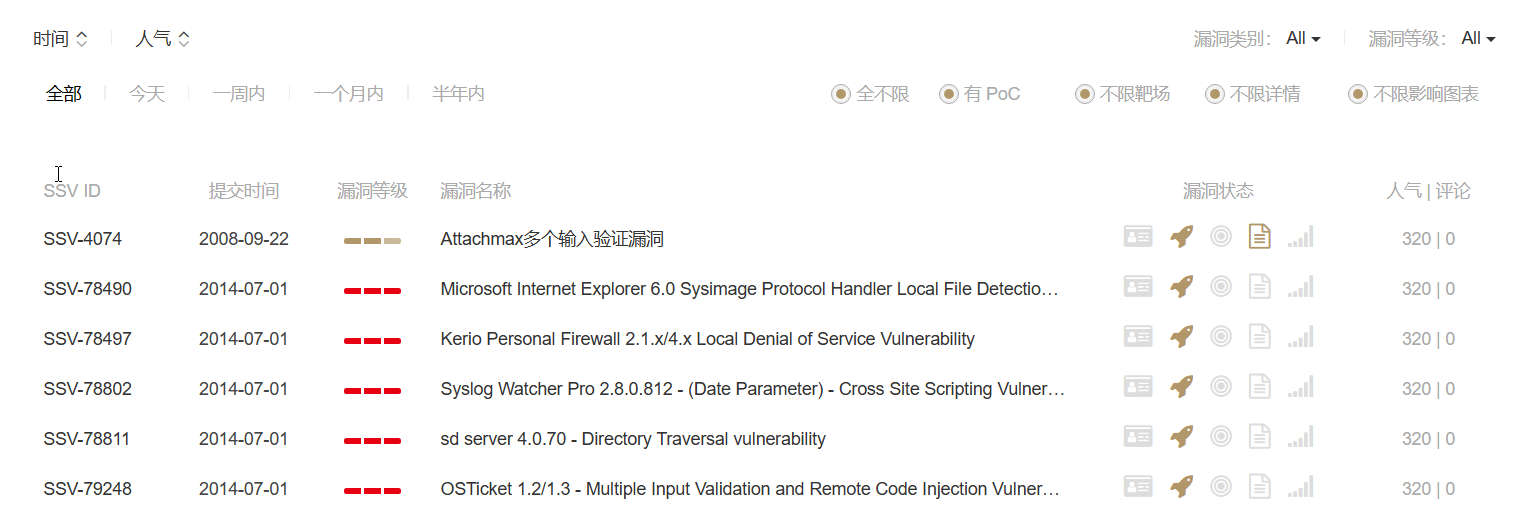 时间 人气 漏洞类别： All 漏洞等级： All
全部 今天 一周内 一个月内 半年内 全不限 有 PoC 不限靶场 不限详情 不限影响图表
SSV ID 提交时间 漏洞等级 漏洞名称 漏洞状态 人气 | 评论
SSV-4074 2008-09-22 Attachmax多个输入验证漏洞 320 | 0
SSV-78490 2014-07-01 Microsoft Internet Explorer 6.0 Sysimage Protocol Handler Local File Detectio… 320 | 0
SSV-78497 2014-07-01 Kerio Personal Firewall 2.1.x/4.x Local Denial of Service Vulnerability 320 | 0
SSV-78802 2014-07-01 Syslog Watcher Pro 2.8.0.812 - (Date Parameter) - Cross Site Scripting Vulner… 320 | 0
SSV-78811 2014-07-01 sd server 4.0.70 - Directory Traversal vulnerability 320 | 0
SSV-79248 2014-07-01 OSTicket 1.2/1.3 - Multiple Input Validation and Remote Code Injection Vulner… 320 | 0